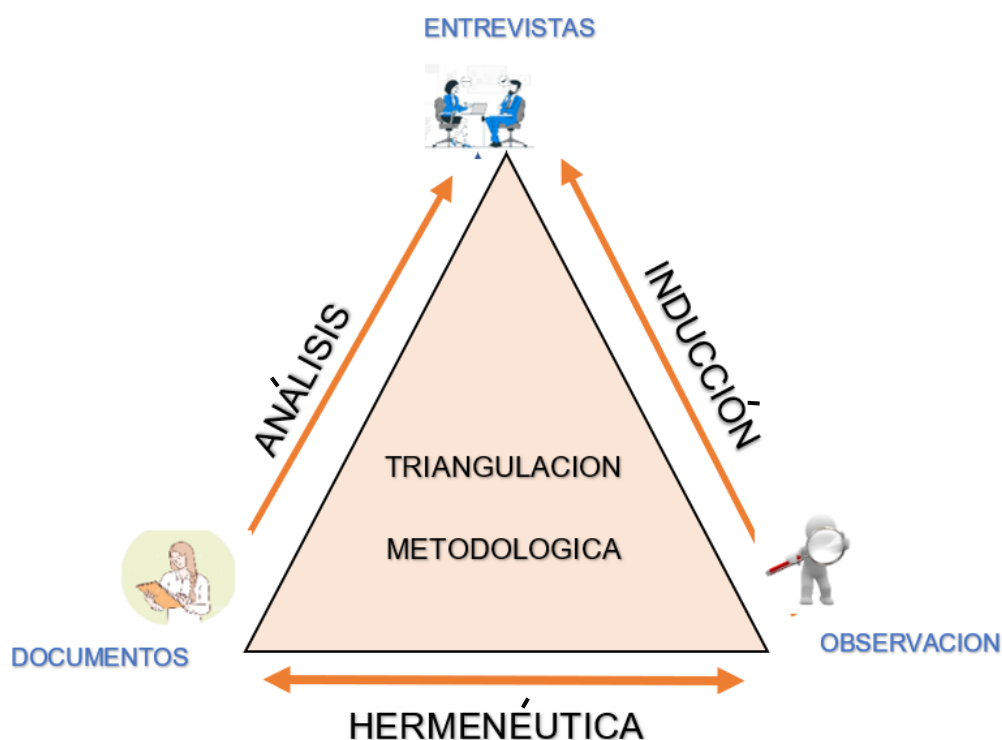 ENTREVISTAS
ANÁLISIS
INDUCCIÓN
TRIANGULACION
METODOLOGICA
DOCUMENTOS
OBSERVACION
HERMENÉUTICA